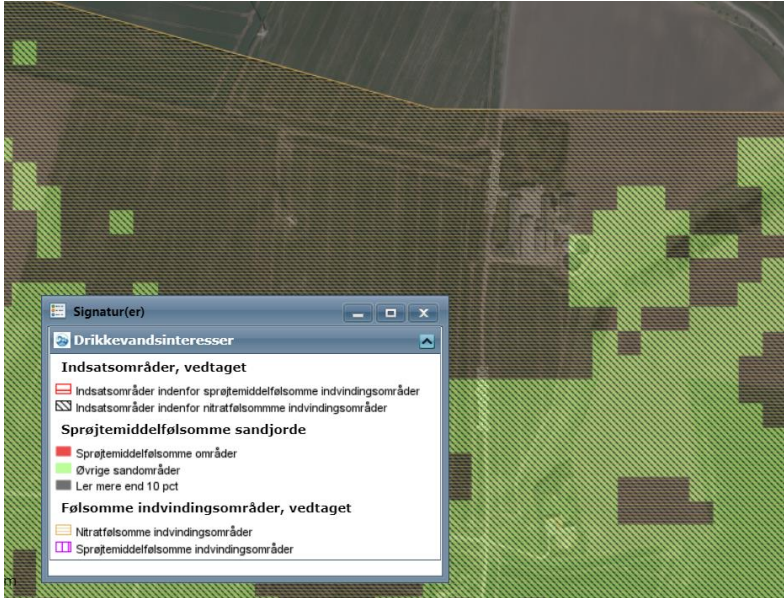 Signatur(er)
Drikkevandsinteresser
Indsatsområder, vedtaget
Indsatsområder indenfor sprøjtemiddelfølsomme indvindingsområder
Indsatsområder indenfor nitratfølsommme indvindingsområder
Sprøjtemiddelfølsomme sandjorde
Sprøjtemiddelfølsomme områder
Øvrige sandområder
Ler mere end 10 pct
Følsomme indvindingsområder, vedtaget
Nitratfølsomme indvindingsområder
Sprøjtemiddelfølsomme indvindingsområder
m